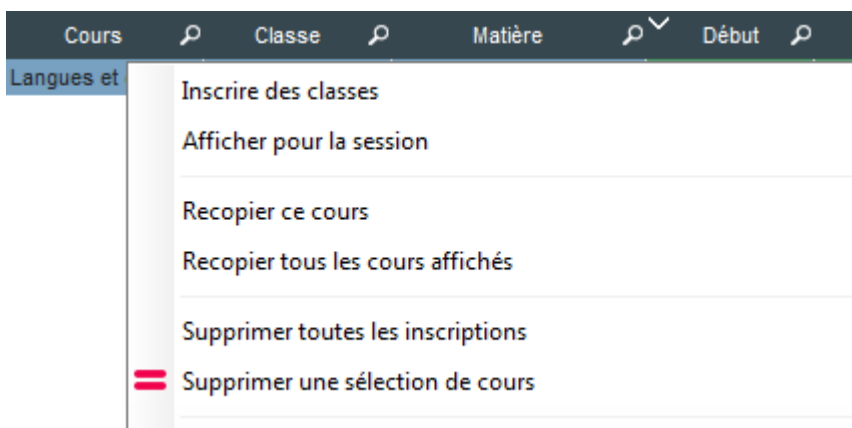 Cours Classe Matière Début
Langues et
Inscrire des classes
Afficher pour la session
Recopier ce cours
Recopier tous les cours affichés
Supprimer toutes les inscriptions
Supprimer une sélection de cours